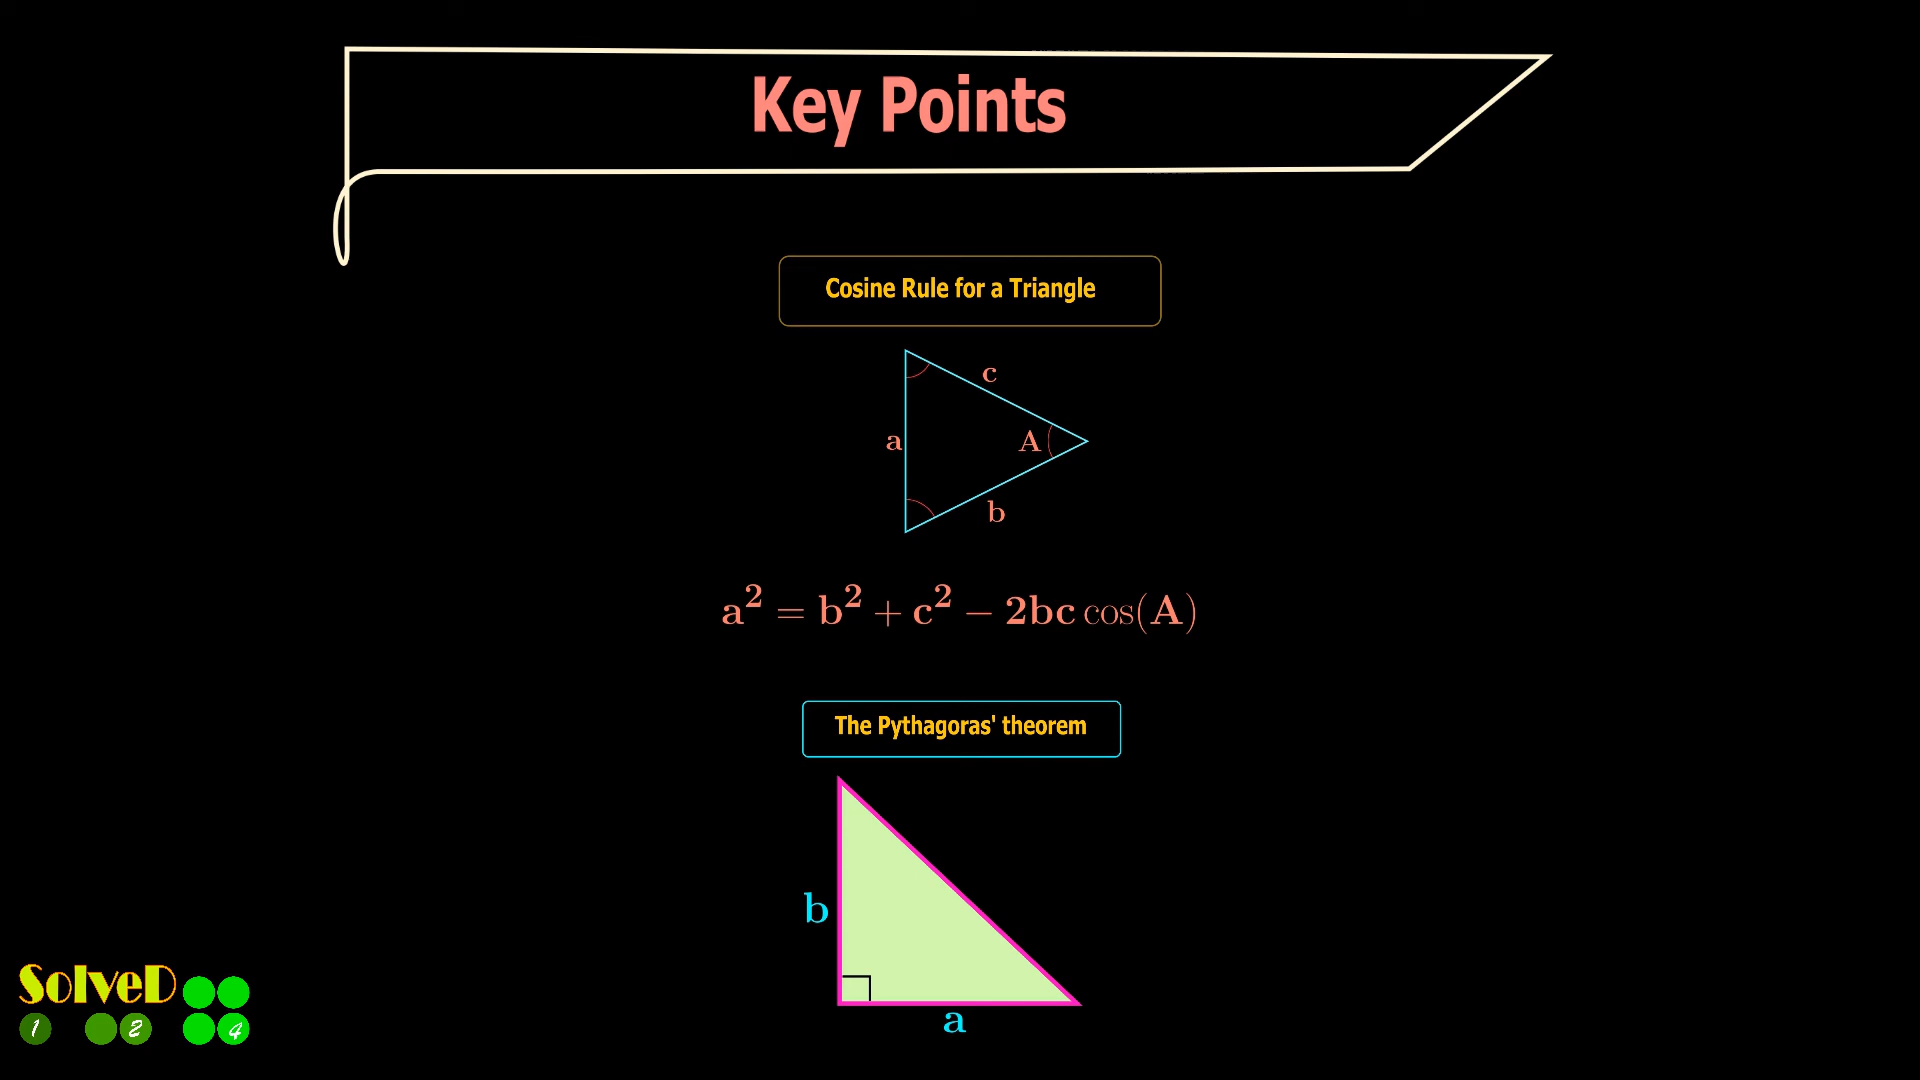 Key Points
Cosine Rule for a Triangle
c
a
A
b
a² = b² + c² − 2bc cos(A)
The Pythagoras' theorem
b
a
SolveD
1 2 4